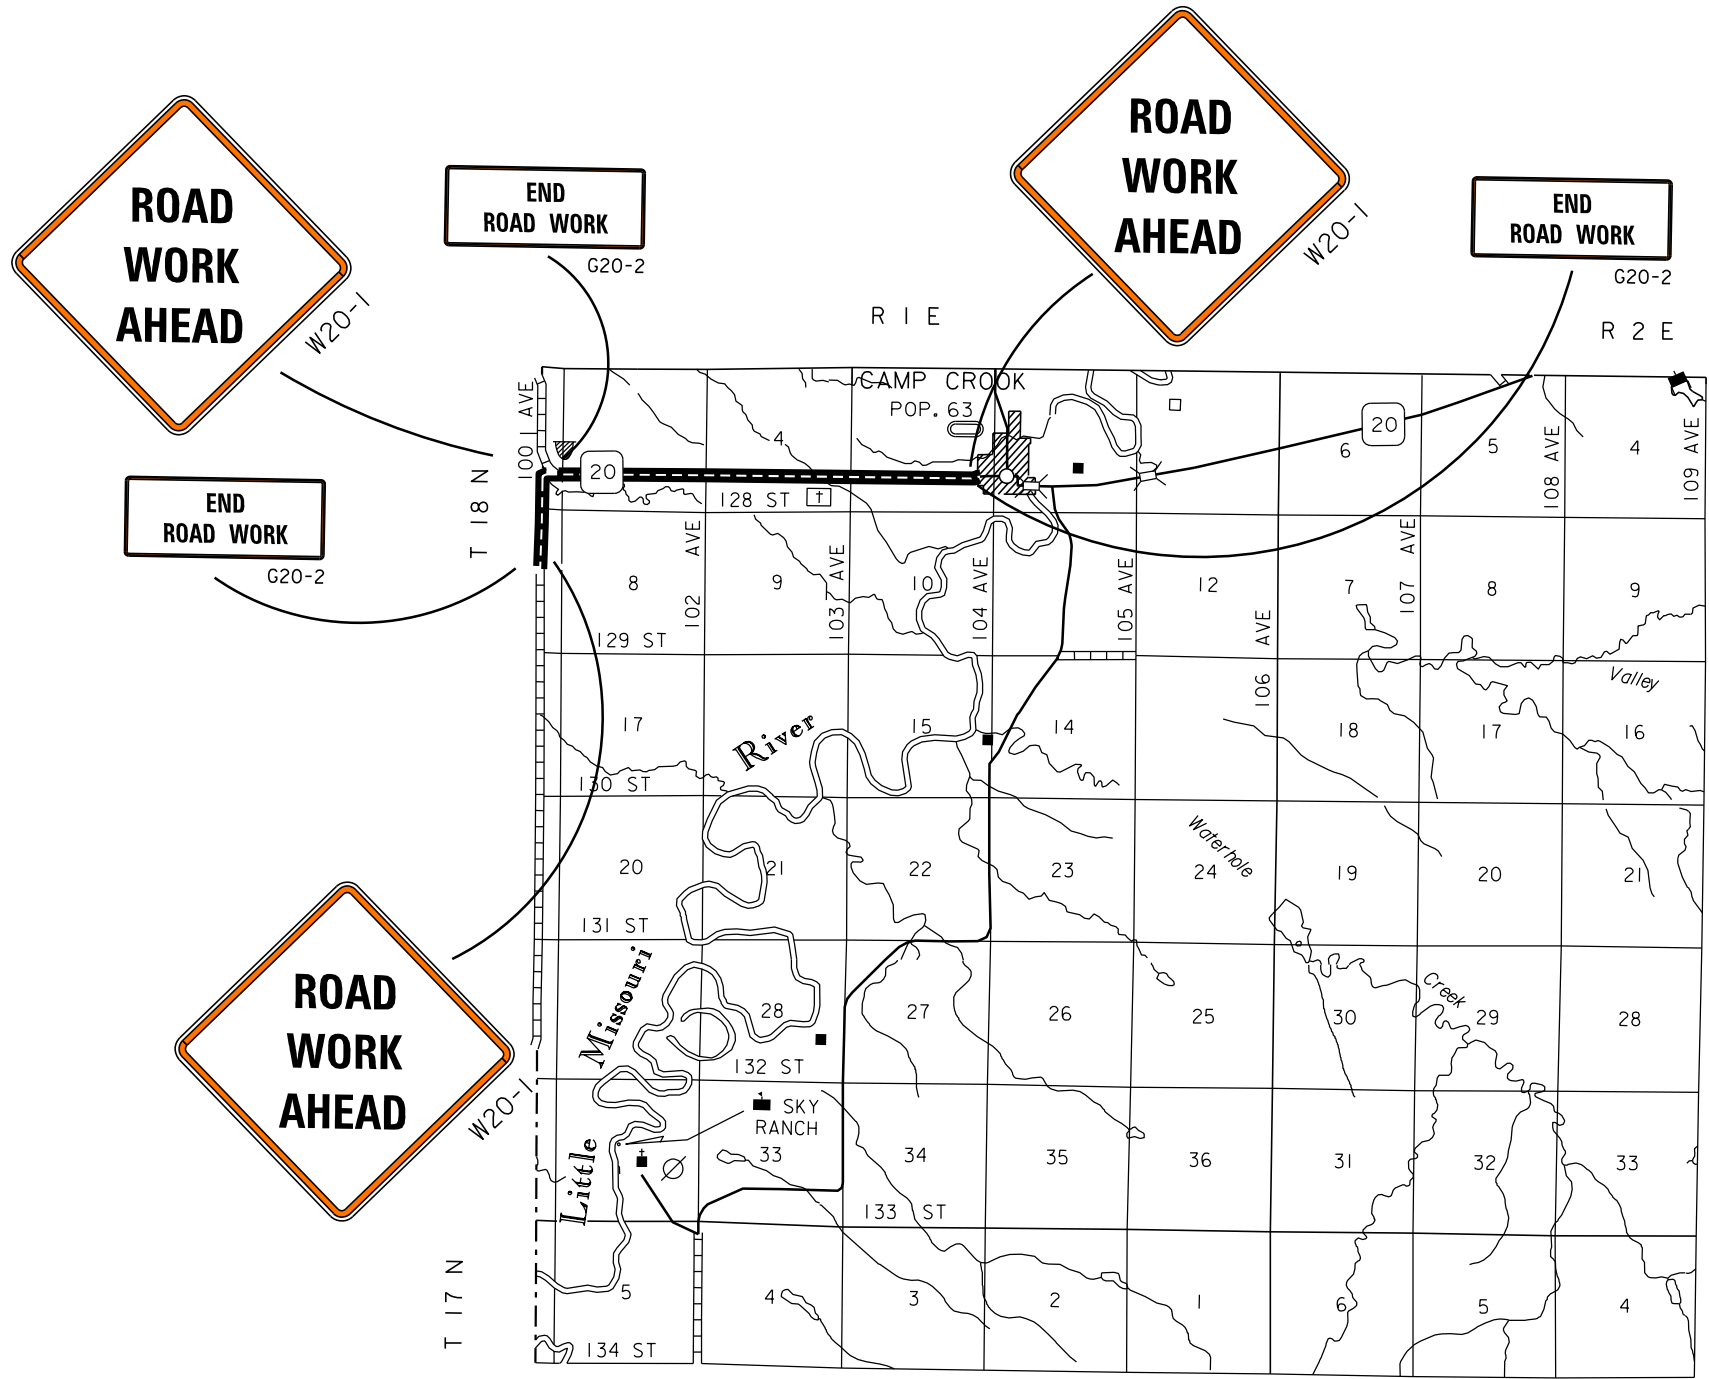 ROAD
WORK
AHEAD
W20-1
END
ROAD WORK
G20-2
ROAD
WORK
AHEAD
W20-1
END
ROAD WORK
G20-2
END
ROAD WORK
G20-2
ROAD
WORK
AHEAD
W20-1
R 1 E
R 2 E
T 18 N
T 17 N
CAMP CROOK
POP. 63
20
20
100 AVE
102 AVE
103 AVE
104 AVE
105 AVE
106 AVE
107 AVE
108 AVE
109 AVE
4
6
5
4
128 ST
8
9
10
12
7
8
9
129 ST
17
River
15
14
18
17
16
Valley
130 ST
20
21
22
23
Waterhole
24
19
20
21
131 ST
Missouri
28
27
26
25
30
Creek
29
28
132 ST
SKY
RANCH
Little
33
34
35
36
31
32
33
133 ST
5
4
3
2
1
6
5
4
134 ST